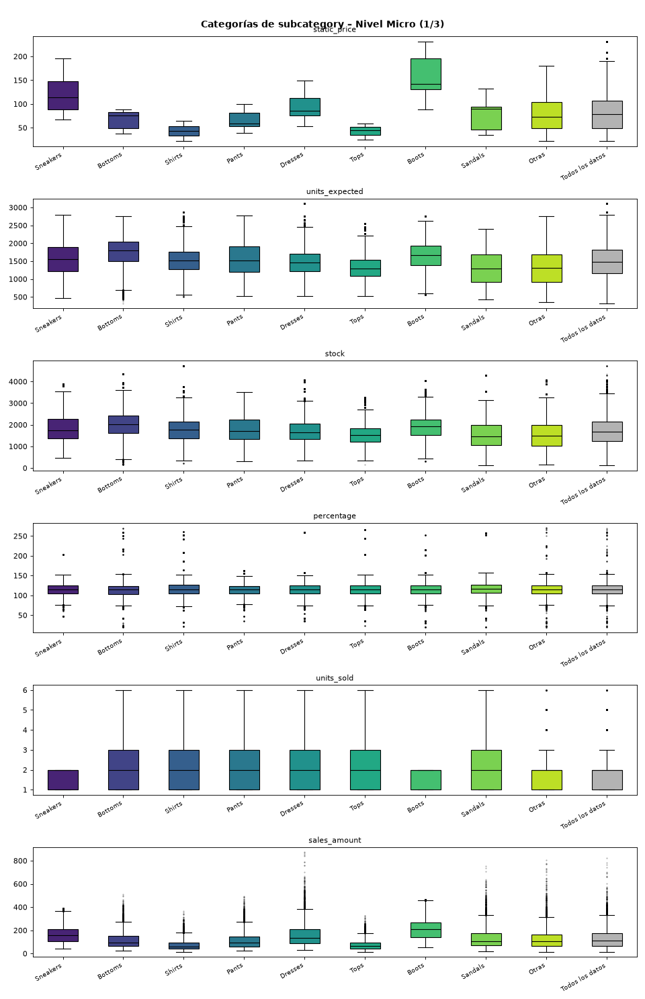 Categorías de subcategory – Nivel Micro (1/3)
static_price
200
150
100
50
Sneakers
Bottoms
Shirts
Pants
Dresses
Tops
Boots
Sandals
Otras
Todos los datos
units_expected
3000
2500
2000
1500
1000
500
Sneakers
Bottoms
Shirts
Pants
Dresses
Tops
Boots
Sandals
Otras
Todos los datos
stock
4000
3000
2000
1000
0
Sneakers
Bottoms
Shirts
Pants
Dresses
Tops
Boots
Sandals
Otras
Todos los datos
percentage
250
200
150
100
50
Sneakers
Bottoms
Shirts
Pants
Dresses
Tops
Boots
Sandals
Otras
Todos los datos
units_sold
6
5
4
3
2
1
Sneakers
Bottoms
Shirts
Pants
Dresses
Tops
Boots
Sandals
Otras
Todos los datos
sales_amount
800
600
400
200
0
Sneakers
Bottoms
Shirts
Pants
Dresses
Tops
Boots
Sandals
Otras
Todos los datos